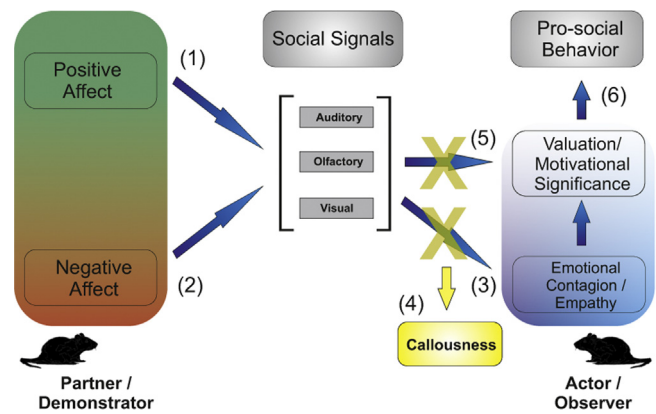 Social Signals
Pro-social
Behavior
Positive
Affect
(1)
(6)
Auditory
Olfactory
Visual
(5)
Valuation/
Motivational
Significance
Negative
Affect
(2)
(4)
(3)
Emotional
Contagion /
Empathy
Callousness
Partner /
Demonstrator
Actor /
Observer